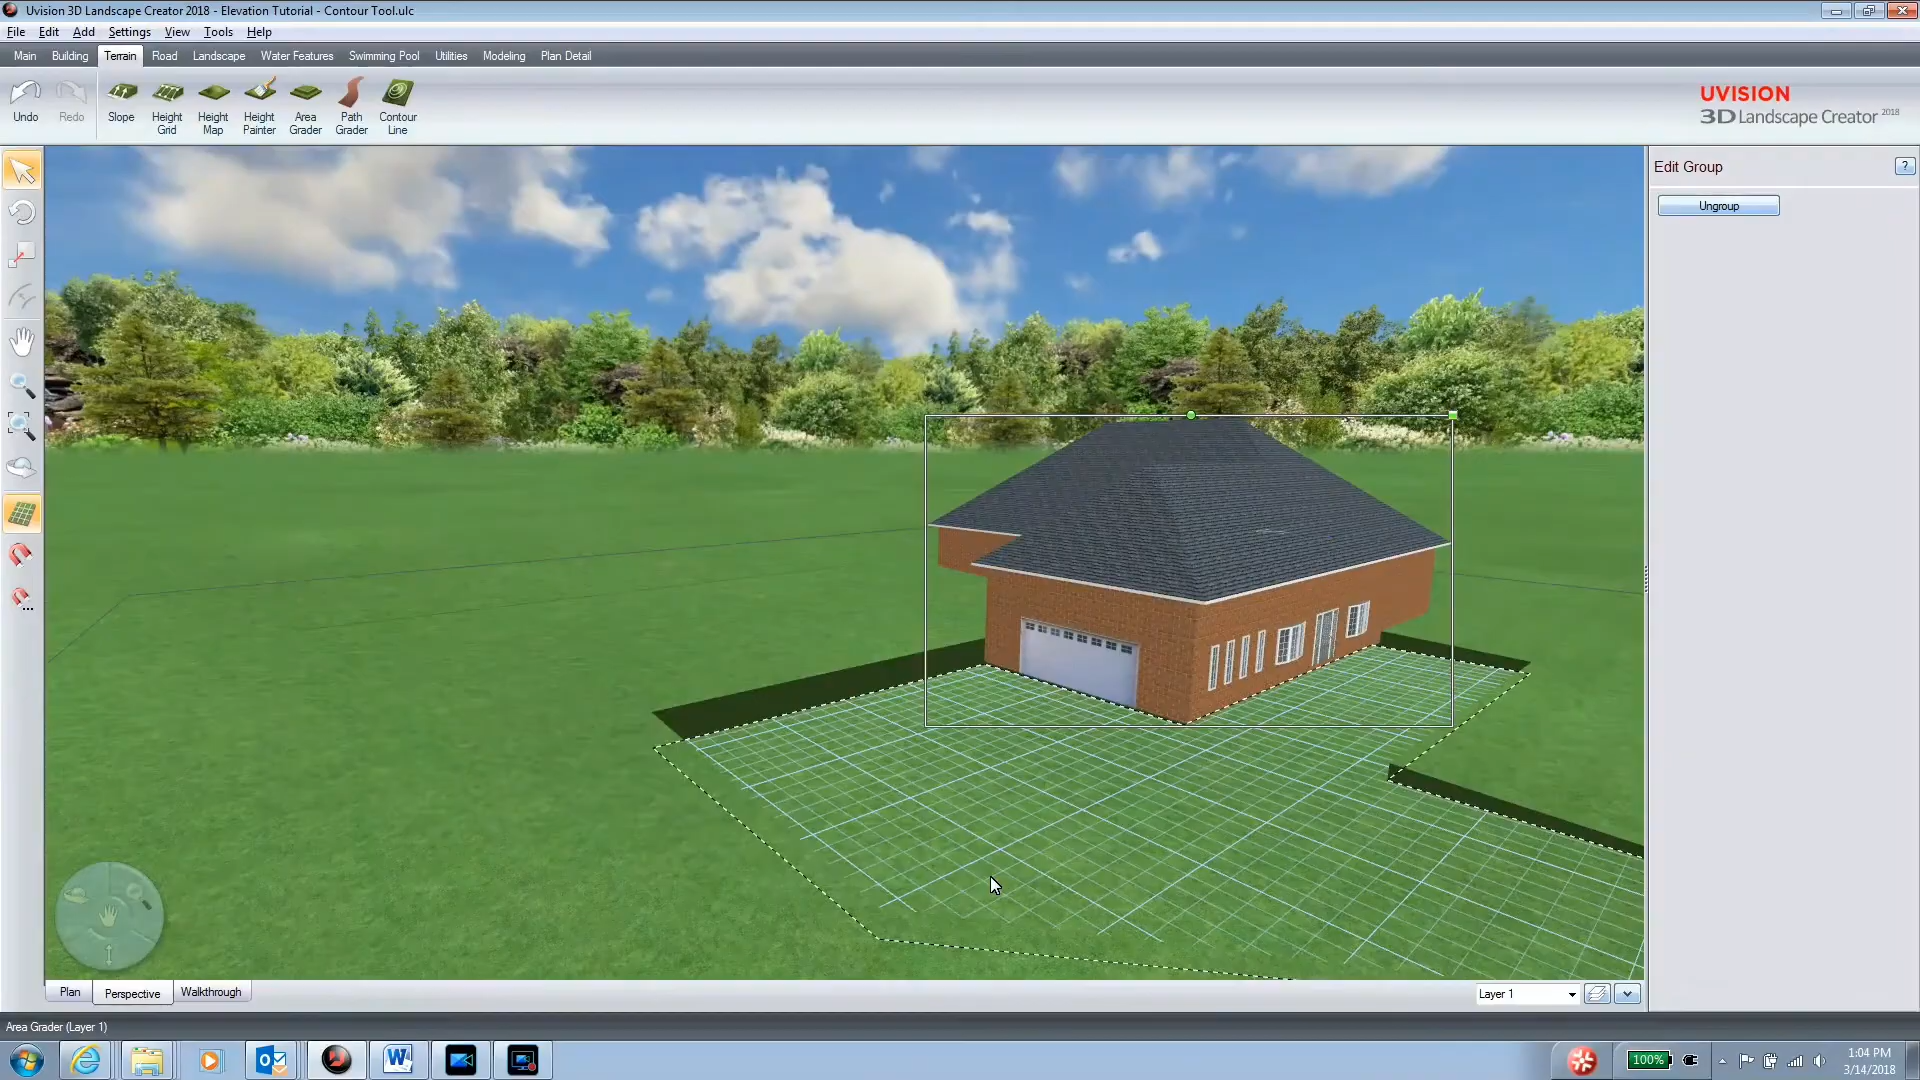 Uvision 3D Landscape Creator 2018 - Elevation Tutorial - Contour Tool.ulc
File Edit Add Settings View Tools Help
Main Building Terrain Road Landscape Water Features Swimming Pool Utilities Modeling Plan Detail
Undo Redo Slope Height Grid Height Map Height Painter Area Grader Path Grader Contour Line
UVISION
3D Landscape Creator 2018
Edit Group ?
Ungroup
Plan Perspective Walkthrough Layer 1
Area Grader (Layer 1)
100% 1:04 PM
3/14/2018